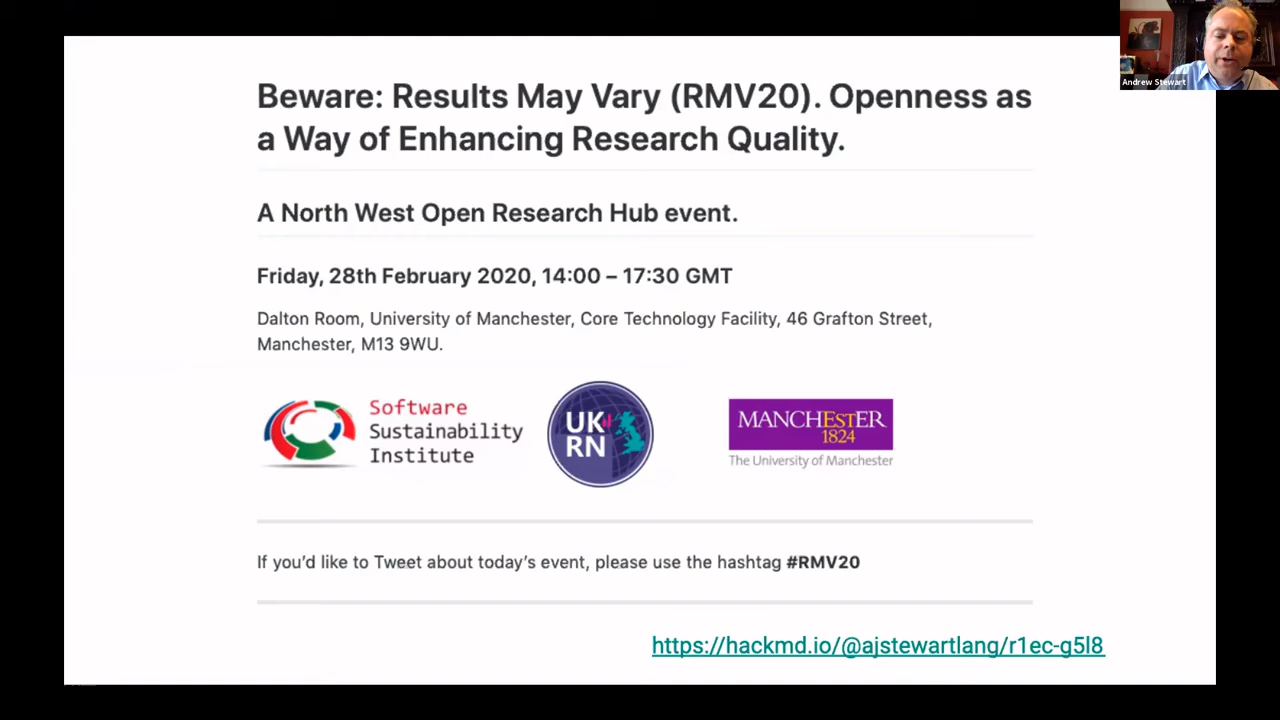 Andrew Stewart
Beware: Results May Vary (RMV20). Openness as
a Way of Enhancing Research Quality.
A North West Open Research Hub event.
Friday, 28th February 2020, 14:00 – 17:30 GMT
Dalton Room, University of Manchester, Core Technology Facility, 46 Grafton Street,
Manchester, M13 9WU.
Software
Sustainability
Institute
UK
RN
MANCHESTER
1824
The University of Manchester
If you'd like to Tweet about today's event, please use the hashtag #RMV20
https://hackmd.io/@ajstewartlang/r1ec-g5l8